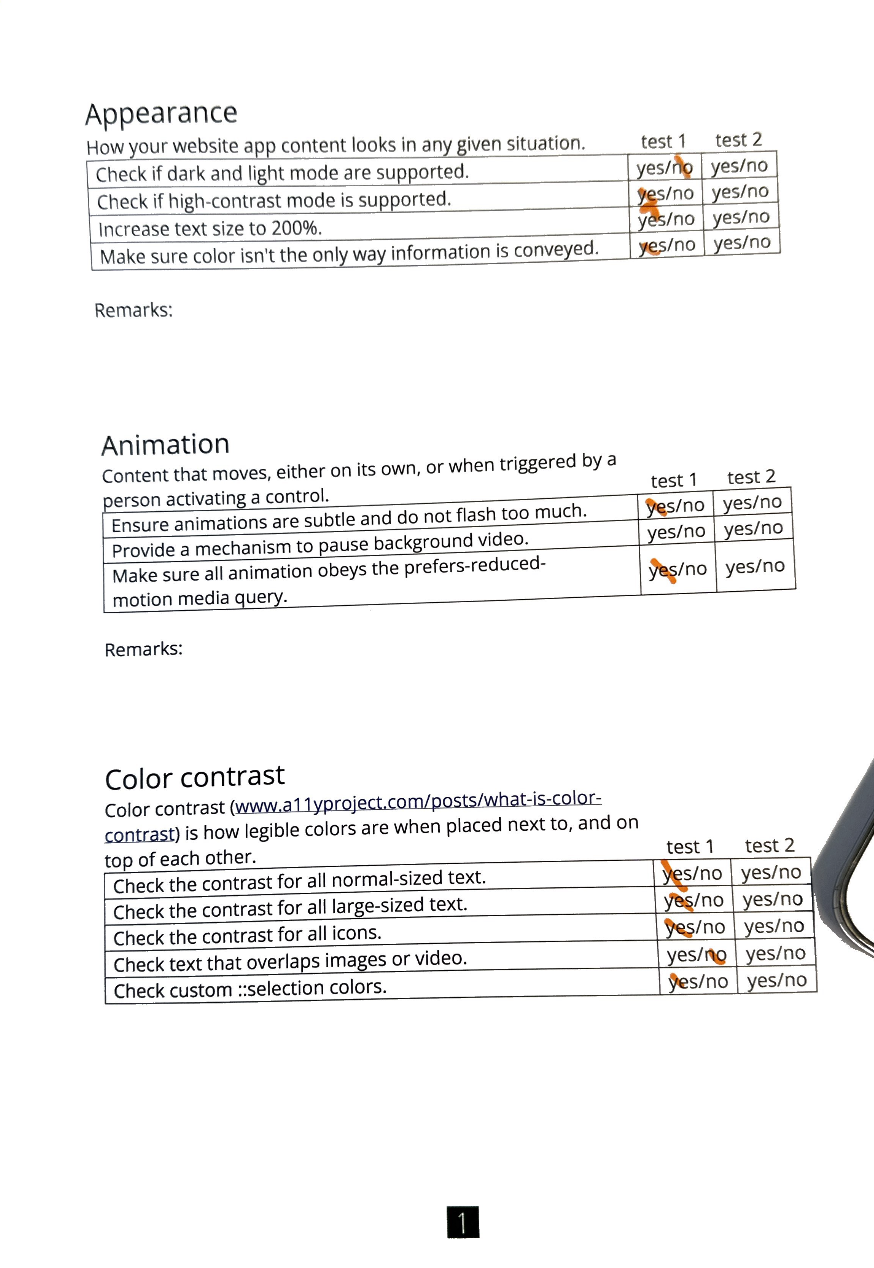 Appearance
How your website app content looks in any given situation. test 1 test 2
Check if dark and light mode are supported. yes/no yes/no
Check if high-contrast mode is supported. yes/no yes/no
Increase text size to 200%. yes/no yes/no
Make sure color isn't the only way information is conveyed. yes/no yes/no
Remarks:
Animation
Content that moves, either on its own, or when triggered by a
person activating a control. test 1 test 2
Ensure animations are subtle and do not flash too much. yes/no yes/no
Provide a mechanism to pause background video. yes/no yes/no
Make sure all animation obeys the prefers-reduced-
motion media query. yes/no yes/no
Remarks:
Color contrast
Color contrast (www.a11yproject.com/posts/what-is-color-
contrast) is how legible colors are when placed next to, and on
top of each other. test 1 test 2
Check the contrast for all normal-sized text. yes/no yes/no
Check the contrast for all large-sized text. yes/no yes/no
Check the contrast for all icons. yes/no yes/no
Check text that overlaps images or video. yes/no yes/no
Check custom ::selection colors. yes/no yes/no
1